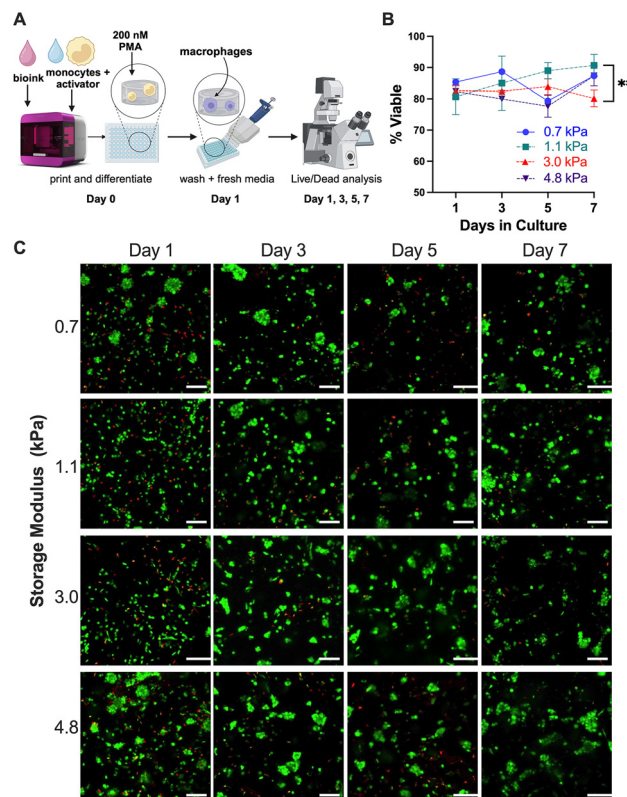 A
200 nM
PMA
bioink
monocytes +
activator
macrophages
print and differentiate
wash + fresh media
Live/Dead analysis
Day 0
Day 1
Day 1, 3, 5, 7
B
% Viable
100
90
80
70
60
50
1
3
5
7
Days in Culture
0.7 kPa
1.1 kPa
3.0 kPa
4.8 kPa
C
Day 1
Day 3
Day 5
Day 7
Storage Modulus (kPa)
0.7
1.1
3.0
4.8